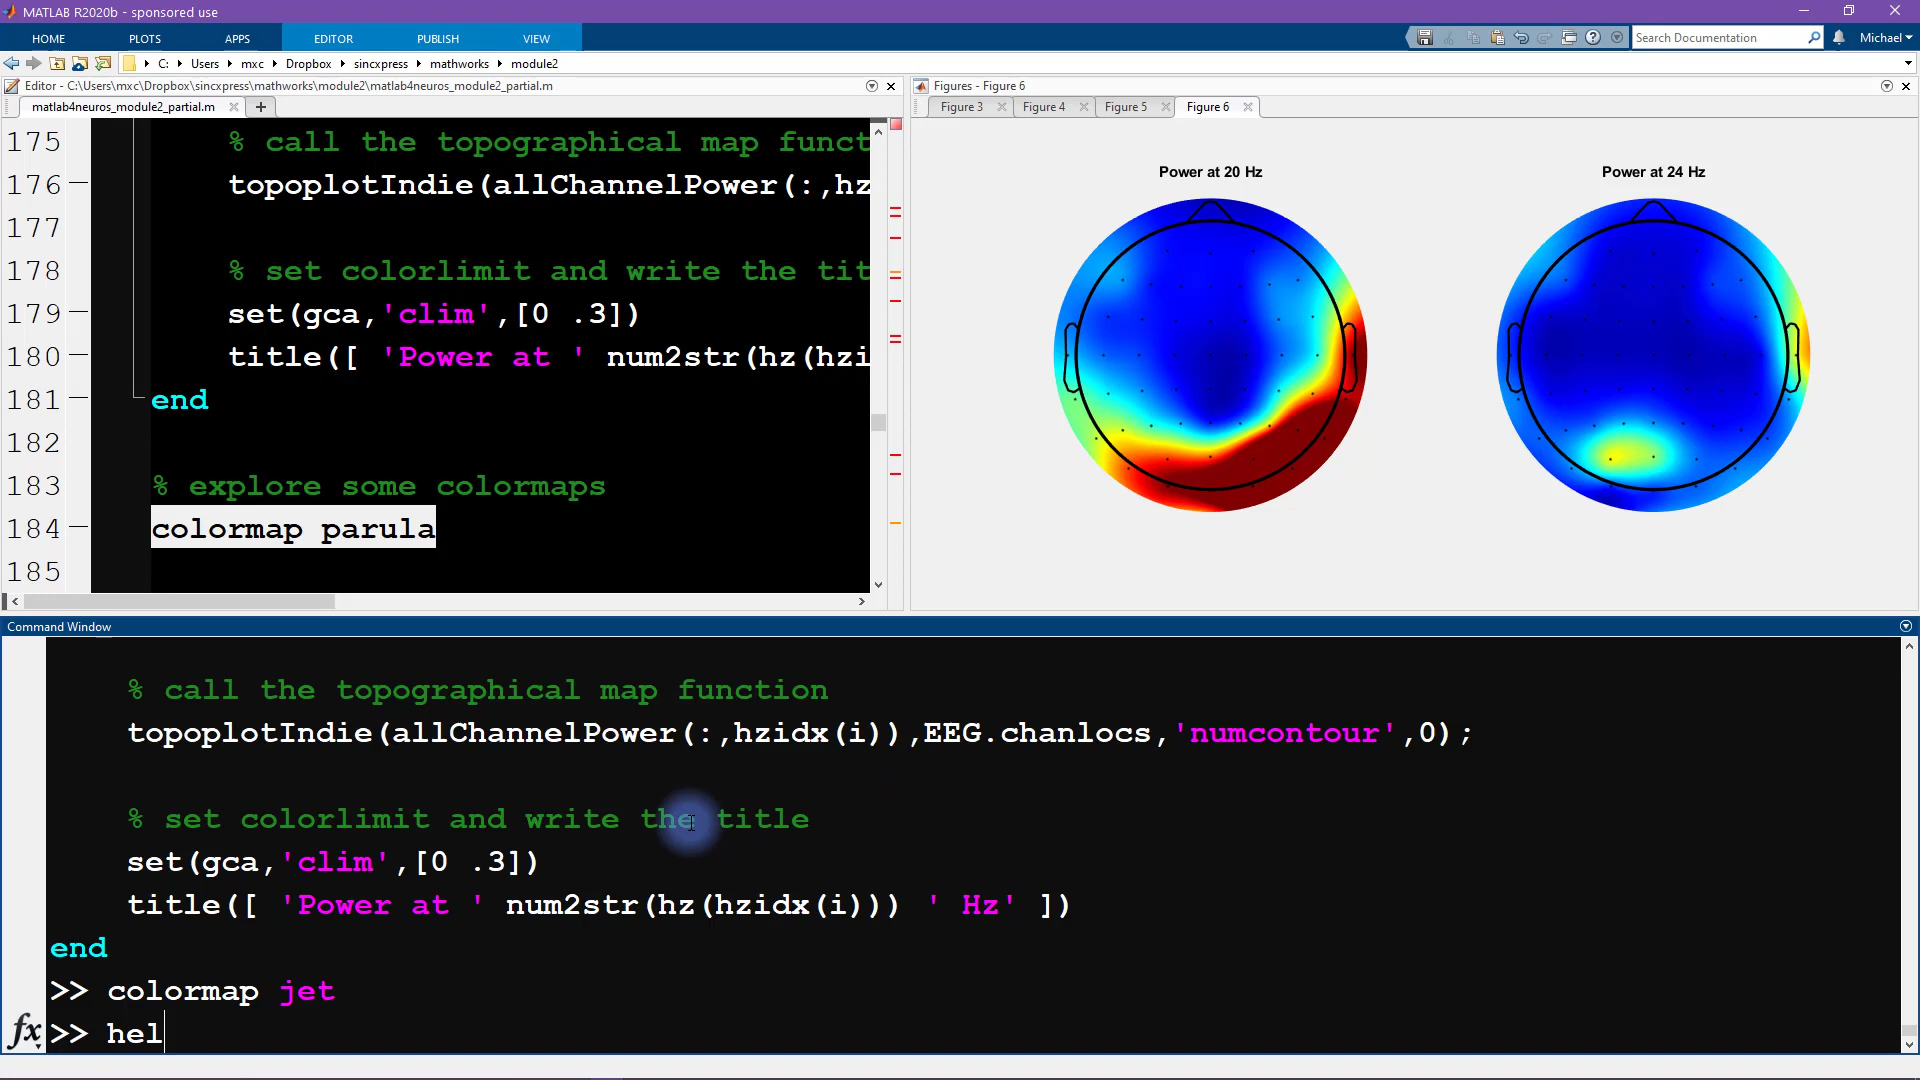 MATLAB R2020b - sponsored use
HOME PLOTS APPS EDITOR PUBLISH VIEW
Search Documentation
Michael
C: Users mxc Dropbox sincxpress mathworks module2
Editor - C:\Users\mxc\Dropbox\sincxpress\mathworks\module2\matlab4neuros_module2_partial.m
matlab4neuros_module2_partial.m
175 % call the topographical map funct
176 topoplotIndie(allChannelPower(:,hz
177
178 % set colorlimit and write the tit
179 set(gca,'clim',[0 .3])
180 title([ 'Power at ' num2str(hz(hzi
181 end
182
183 % explore some colormaps
184 colormap parula
185
Figures - Figure 6
Figure 3 Figure 4 Figure 5 Figure 6
Power at 20 Hz
Power at 24 Hz
Command Window
% call the topographical map function
topoplotIndie(allChannelPower(:,hzidx(i)),EEG.chanlocs,'numcontour',0);
% set colorlimit and write the title
set(gca,'clim',[0 .3])
title([ 'Power at ' num2str(hz(hzidx(i))) ' Hz' ])
end
>> colormap jet
fx >> hel